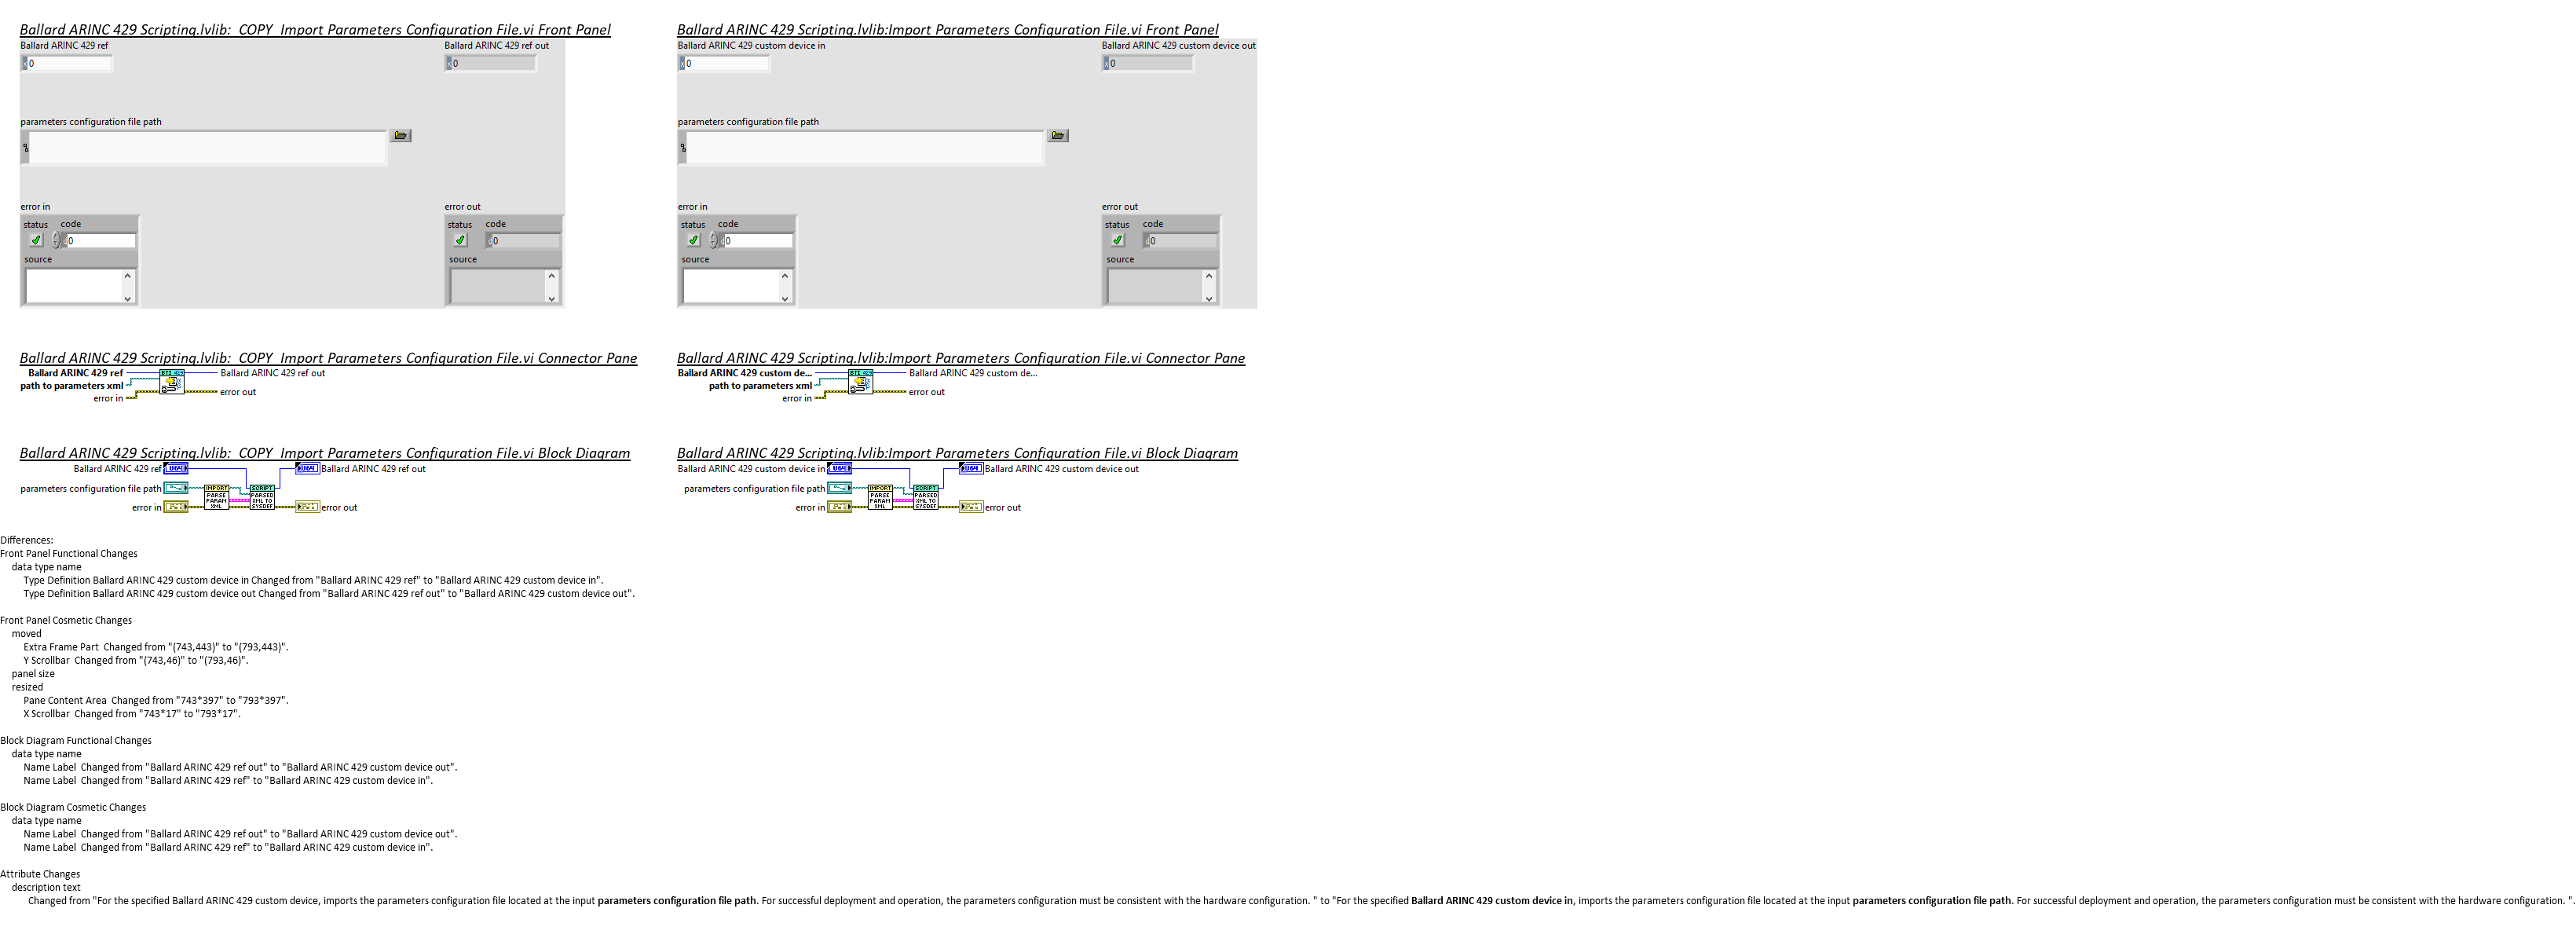 Ballard ARINC 429 Scripting.lvlib:_COPY_Import Parameters Configuration File.vi Front Panel
Ballard ARINC 429 ref
Ballard ARINC 429 ref out
0
0
parameters configuration file path
error in
error out
status code
status code
0
0
source
source
Ballard ARINC 429 Scripting.lvlib:Import Parameters Configuration File.vi Front Panel
Ballard ARINC 429 custom device in
Ballard ARINC 429 custom device out
0
0
parameters configuration file path
error in
error out
status code
status code
0
0
source
source
Ballard ARINC 429 Scripting.lvlib:_COPY_Import Parameters Configuration File.vi Connector Pane
Ballard ARINC 429 ref
Ballard ARINC 429 ref out
path to parameters xml
error in
error out
Ballard ARINC 429 Scripting.lvlib:Import Parameters Configuration File.vi Connector Pane
Ballard ARINC 429 custom de...
Ballard ARINC 429 custom de...
path to parameters xml
error in
error out
Ballard ARINC 429 Scripting.lvlib:_COPY_Import Parameters Configuration File.vi Block Diagram
Ballard ARINC 429 ref
U64
U64
Ballard ARINC 429 ref out
parameters configuration file path
IMPORT
PARSE
PARAM
XML
SCRIPT
PARSED
XML TO
SYSDEF
error in
error out
Ballard ARINC 429 Scripting.lvlib:Import Parameters Configuration File.vi Block Diagram
Ballard ARINC 429 custom device in
U64
U64
Ballard ARINC 429 custom device out
parameters configuration file path
IMPORT
PARSE
PARAM
XML
SCRIPT
PARSED
XML TO
SYSDEF
error in
error out
Differences:
Front Panel Functional Changes
data type name
Type Definition Ballard ARINC 429 custom device in Changed from "Ballard ARINC 429 ref" to "Ballard ARINC 429 custom device in".
Type Definition Ballard ARINC 429 custom device out Changed from "Ballard ARINC 429 ref out" to "Ballard ARINC 429 custom device out".
Front Panel Cosmetic Changes
moved
Extra Frame Part  Changed from "(743,443)" to "(793,443)".
Y Scrollbar  Changed from "(743,46)" to "(793,46)".
panel size
resized
Pane Content Area  Changed from "743*397" to "793*397".
X Scrollbar  Changed from "743*17" to "793*17".
Block Diagram Functional Changes
data type name
Name Label  Changed from "Ballard ARINC 429 ref out" to "Ballard ARINC 429 custom device out".
Name Label  Changed from "Ballard ARINC 429 ref" to "Ballard ARINC 429 custom device in".
Block Diagram Cosmetic Changes
data type name
Name Label  Changed from "Ballard ARINC 429 ref out" to "Ballard ARINC 429 custom device out".
Name Label  Changed from "Ballard ARINC 429 ref" to "Ballard ARINC 429 custom device in".
Attribute Changes
description text
Changed from "For the specified Ballard ARINC 429 custom device, imports the parameters configuration file located at the input parameters configuration file path. For successful deployment and operation, the parameters configuration must be consistent with the hardware configuration. " to "For the specified Ballard ARINC 429 custom device in, imports the parameters configuration file located at the input parameters configuration file path. For successful deployment and operation, the parameters configuration must be consistent with the hardware configuration. ".